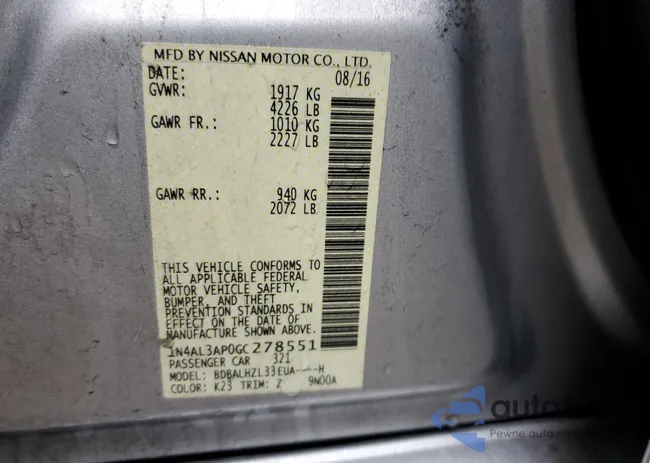 MFD BY NISSAN MOTOR CO., LTD.
DATE: 08/16
GVWR: 1917 KG
4226 LB
GAWR FR.: 1010 KG
2227 LB
GAWR RR.: 940 KG
2072 LB
THIS VEHICLE CONFORMS TO
ALL APPLICABLE FEDERAL
MOTOR VEHICLE SAFETY,
BUMPER, AND THEFT
PREVENTION STANDARDS IN
EFFECT ON THE DATE OF
MANUFACTURE SHOWN ABOVE.
1N4AL3AP0GC278551
PASSENGER CAR 321
MODEL: BDBALHZL33EUA----H
COLOR: K23 TRIM: Z 9N00A
Pewne auto